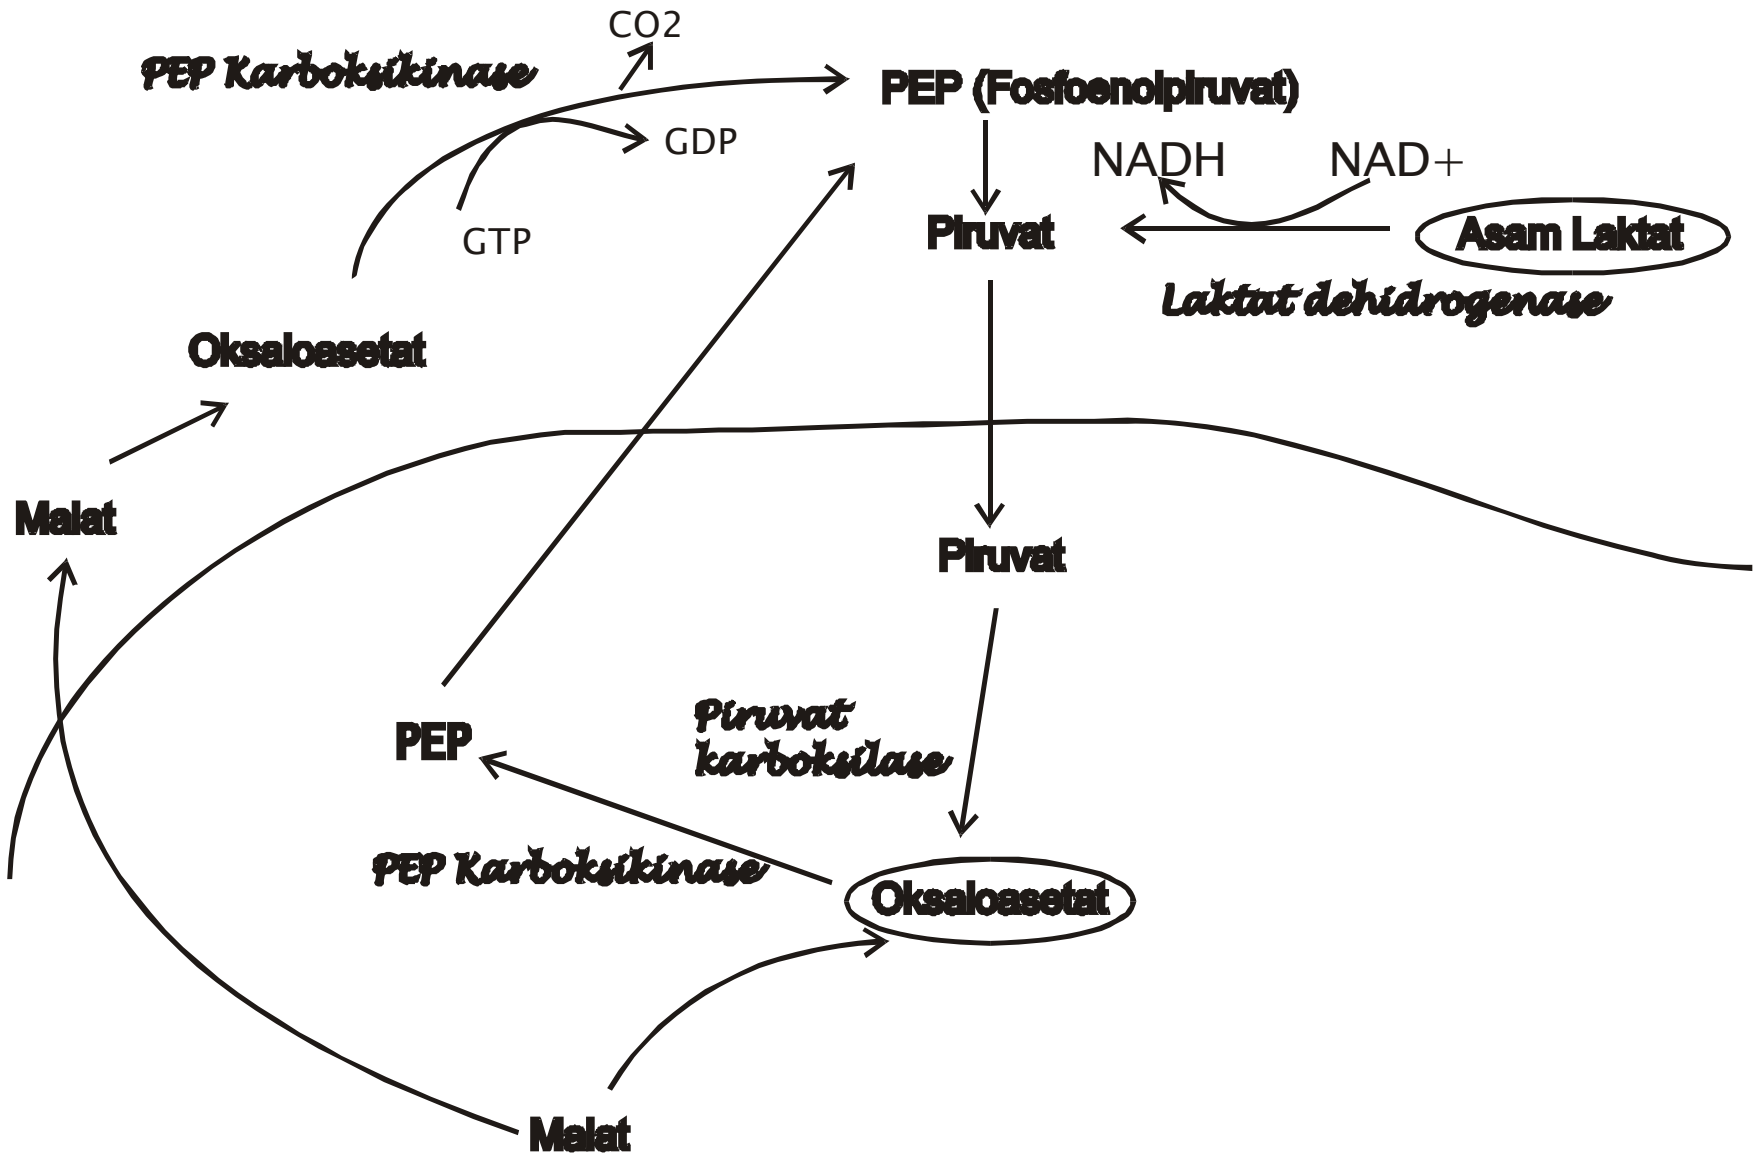 CO2
PEP Karboksikinase
PEP (Fosfoenolpiruvat)
GDP
NADH
NAD+
GTP
Piruvat
Asam Laktat
Laktat dehidrogenase
Oksaloasetat
Malat
Piruvat
Piruvat
karboksilase
PEP
PEP Karboksikinase
Oksaloasetat
Malat